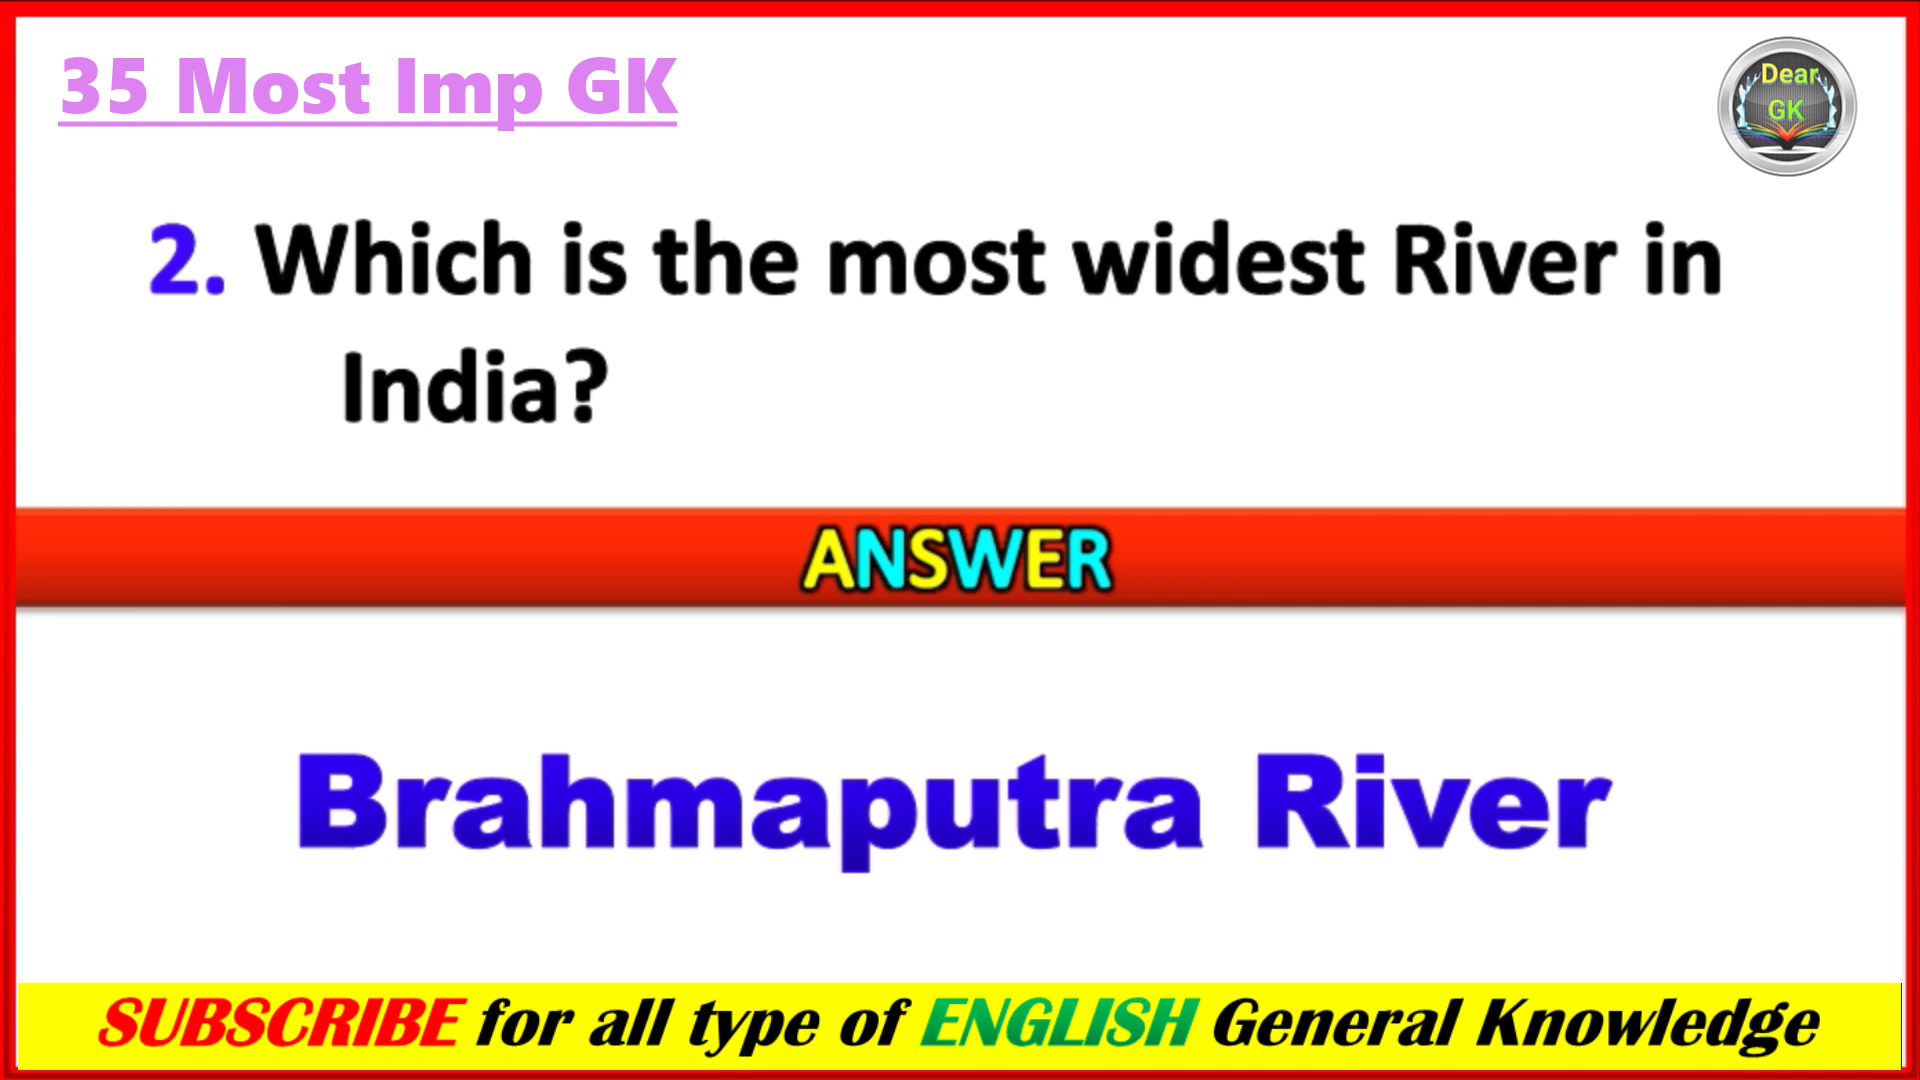 35 Most Imp GK
Dear
GK
2. Which is the most widest River in
India?
ANSWER
Brahmaputra River
SUBSCRIBE for all type of ENGLISH General Knowledge